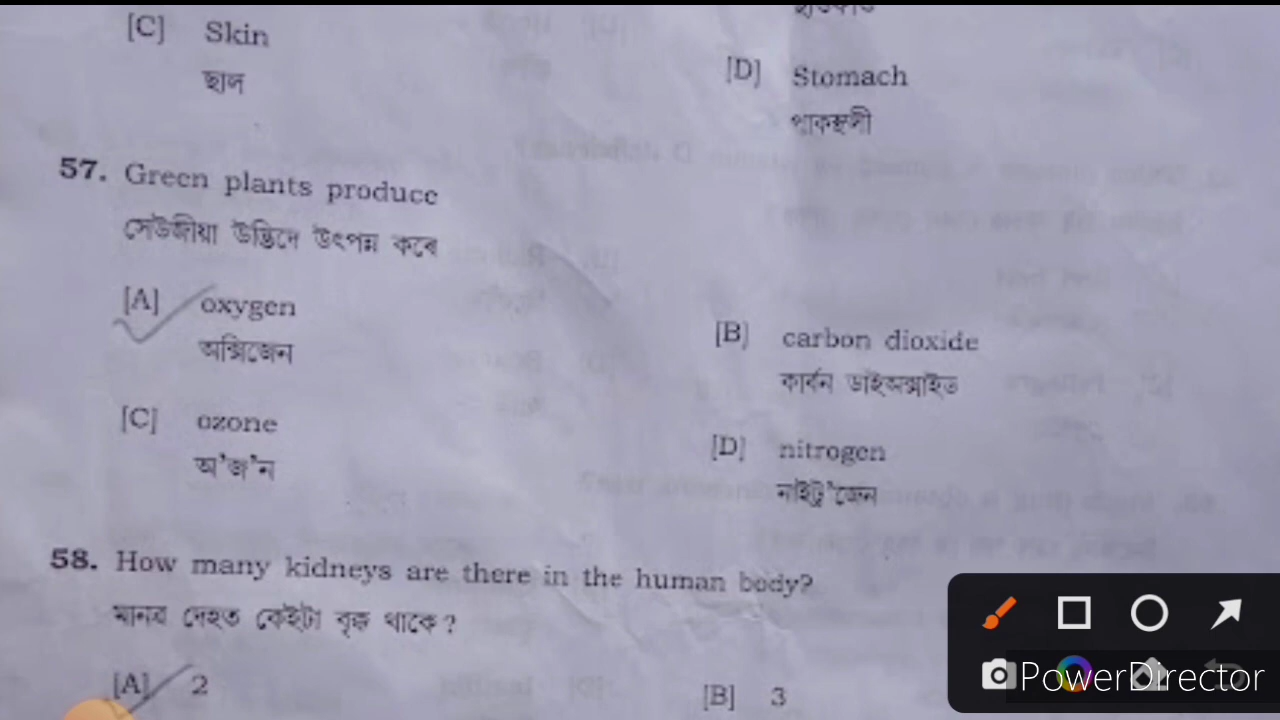 [C] Skin
ছাল
[D] Stomach
পাকস্থলী
57. Green plants produce
সেউজীয়া উদ্ভিদে উৎপন্ন কৰে
[A] oxygen
অক্সিজেন
[B] carbon dioxide
কাৰ্বন ডাইঅক্সাইড
[C] ozone
অ'জ'ন
[D] nitrogen
নাইট্ৰ'জেন
58. How many kidneys are there in the human body?
মানৱ দেহত কেইটা বৃক্ক থাকে ?
[A] 2
[B] 3
PowerDirector